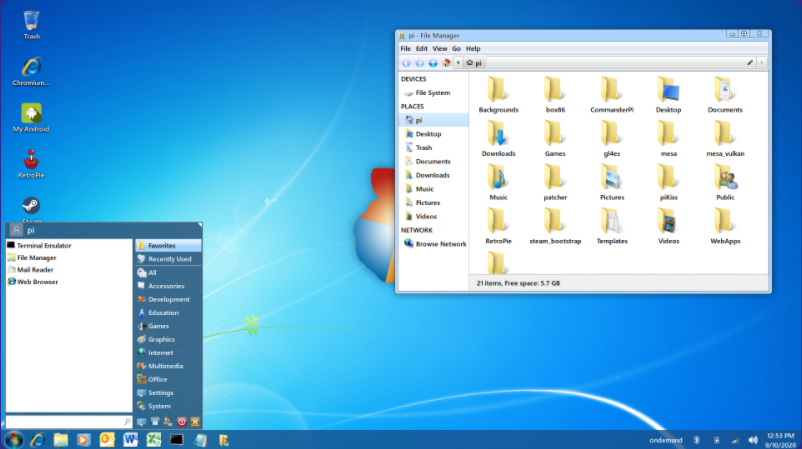 Trash
Chromium...
My Android
RetroPie
Steam
pi
Terminal Emulator
File Manager
Mail Reader
Web Browser
Favorites
Recently Used
All
Accessories
Development
Education
Games
Graphics
Internet
Multimedia
Office
Settings
System
pi - File Manager
File Edit View Go Help
pi
DEVICES
File System
PLACES
pi
Desktop
Trash
Documents
Downloads
Music
Pictures
Videos
NETWORK
Browse Network
Backgrounds box86 CommanderPi Desktop Documents
Downloads Games gl4es mesa mesa_vulkan
Music patcher Pictures piKiss Public
RetroPie steam_bootstrap Templates Videos WebApps
21 items, Free space: 5.7 GB
ondemand
12:53 PM
9/10/2020